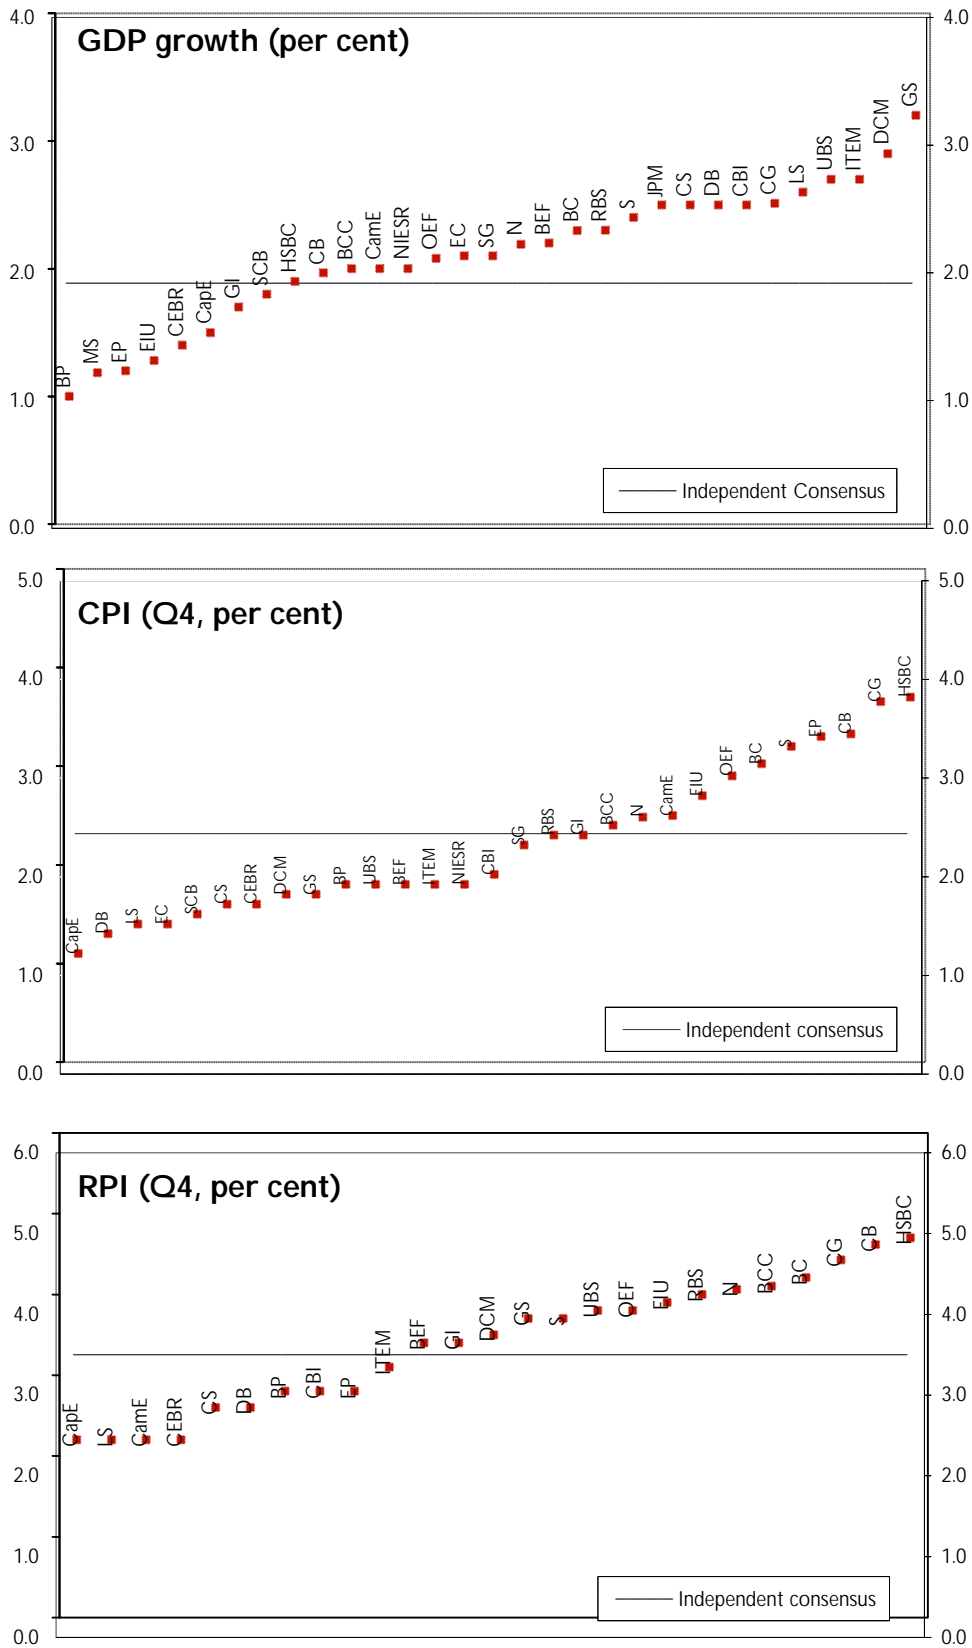 GDP growth (per cent)
4.0 4.0
3.0 3.0
2.0 2.0
1.0 1.0
0.0 0.0
BP MS EP EIU CEBR CapE GI SCB HSBC CB BCC CamE NIESR OEF EC SG N BEF BC RBS S JPM CS DB CBI CG LS UBS ITEM DCM GS
Independent Consensus
CPI (Q4, per cent)
5.0 5.0
4.0 4.0
3.0 3.0
2.0 2.0
1.0 1.0
0.0 0.0
CapE DB LS EC SCB CS CEBR DCM GS BP UBS BEF ITEM NIESR CBI SG RBS GI BCC N CamE EIU OEF BC S EP CB CG HSBC
Independent consensus
RPI (Q4, per cent)
6.0 6.0
5.0 5.0
4.0 4.0
3.0 3.0
2.0 2.0
1.0 1.0
0.0 0.0
CapE LS CamE CEBR CS DB BP CBI EP ITEM BEF GI DCM GS S UBS OEF EIU RBS N BCC BC CG CB HSBC
Independent consensus